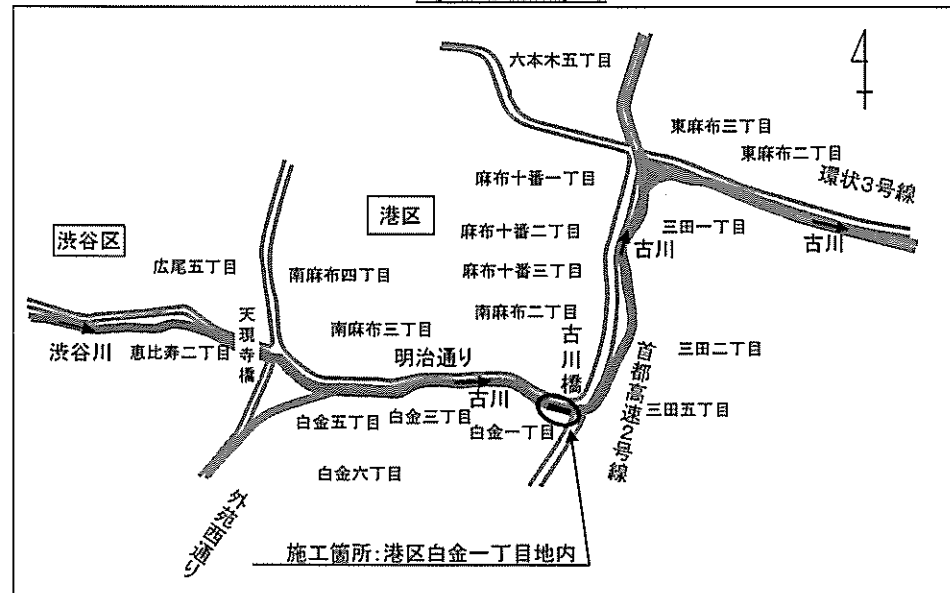 六本木五丁目
東麻布三丁目
東麻布二丁目
環状3号線
麻布十番一丁目
港区
渋谷区
麻布十番二丁目
三田一丁目
古川
古川
広尾五丁目
南麻布四丁目
麻布十番三丁目
南麻布二丁目
天現寺橋
南麻布三丁目
古川橋
渋谷川
恵比寿二丁目
明治通り
首都高速2号線
三田二丁目
古川
白金五丁目
白金三丁目
白金一丁目
三田五丁目
白金六丁目
外苑西通り
施工箇所:港区白金一丁目地内